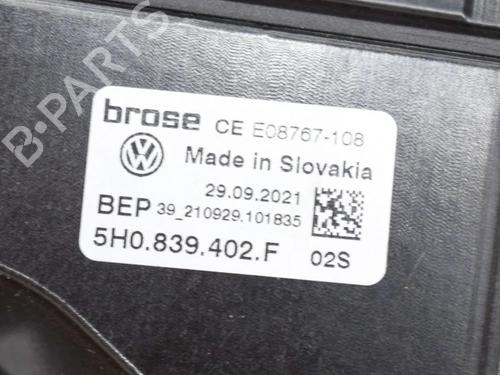 B-PARTS
brose CE E08767-108
Made in Slovakia
29.09.2021
BEP 39_210929.101835
5H0.839.402.F 02S